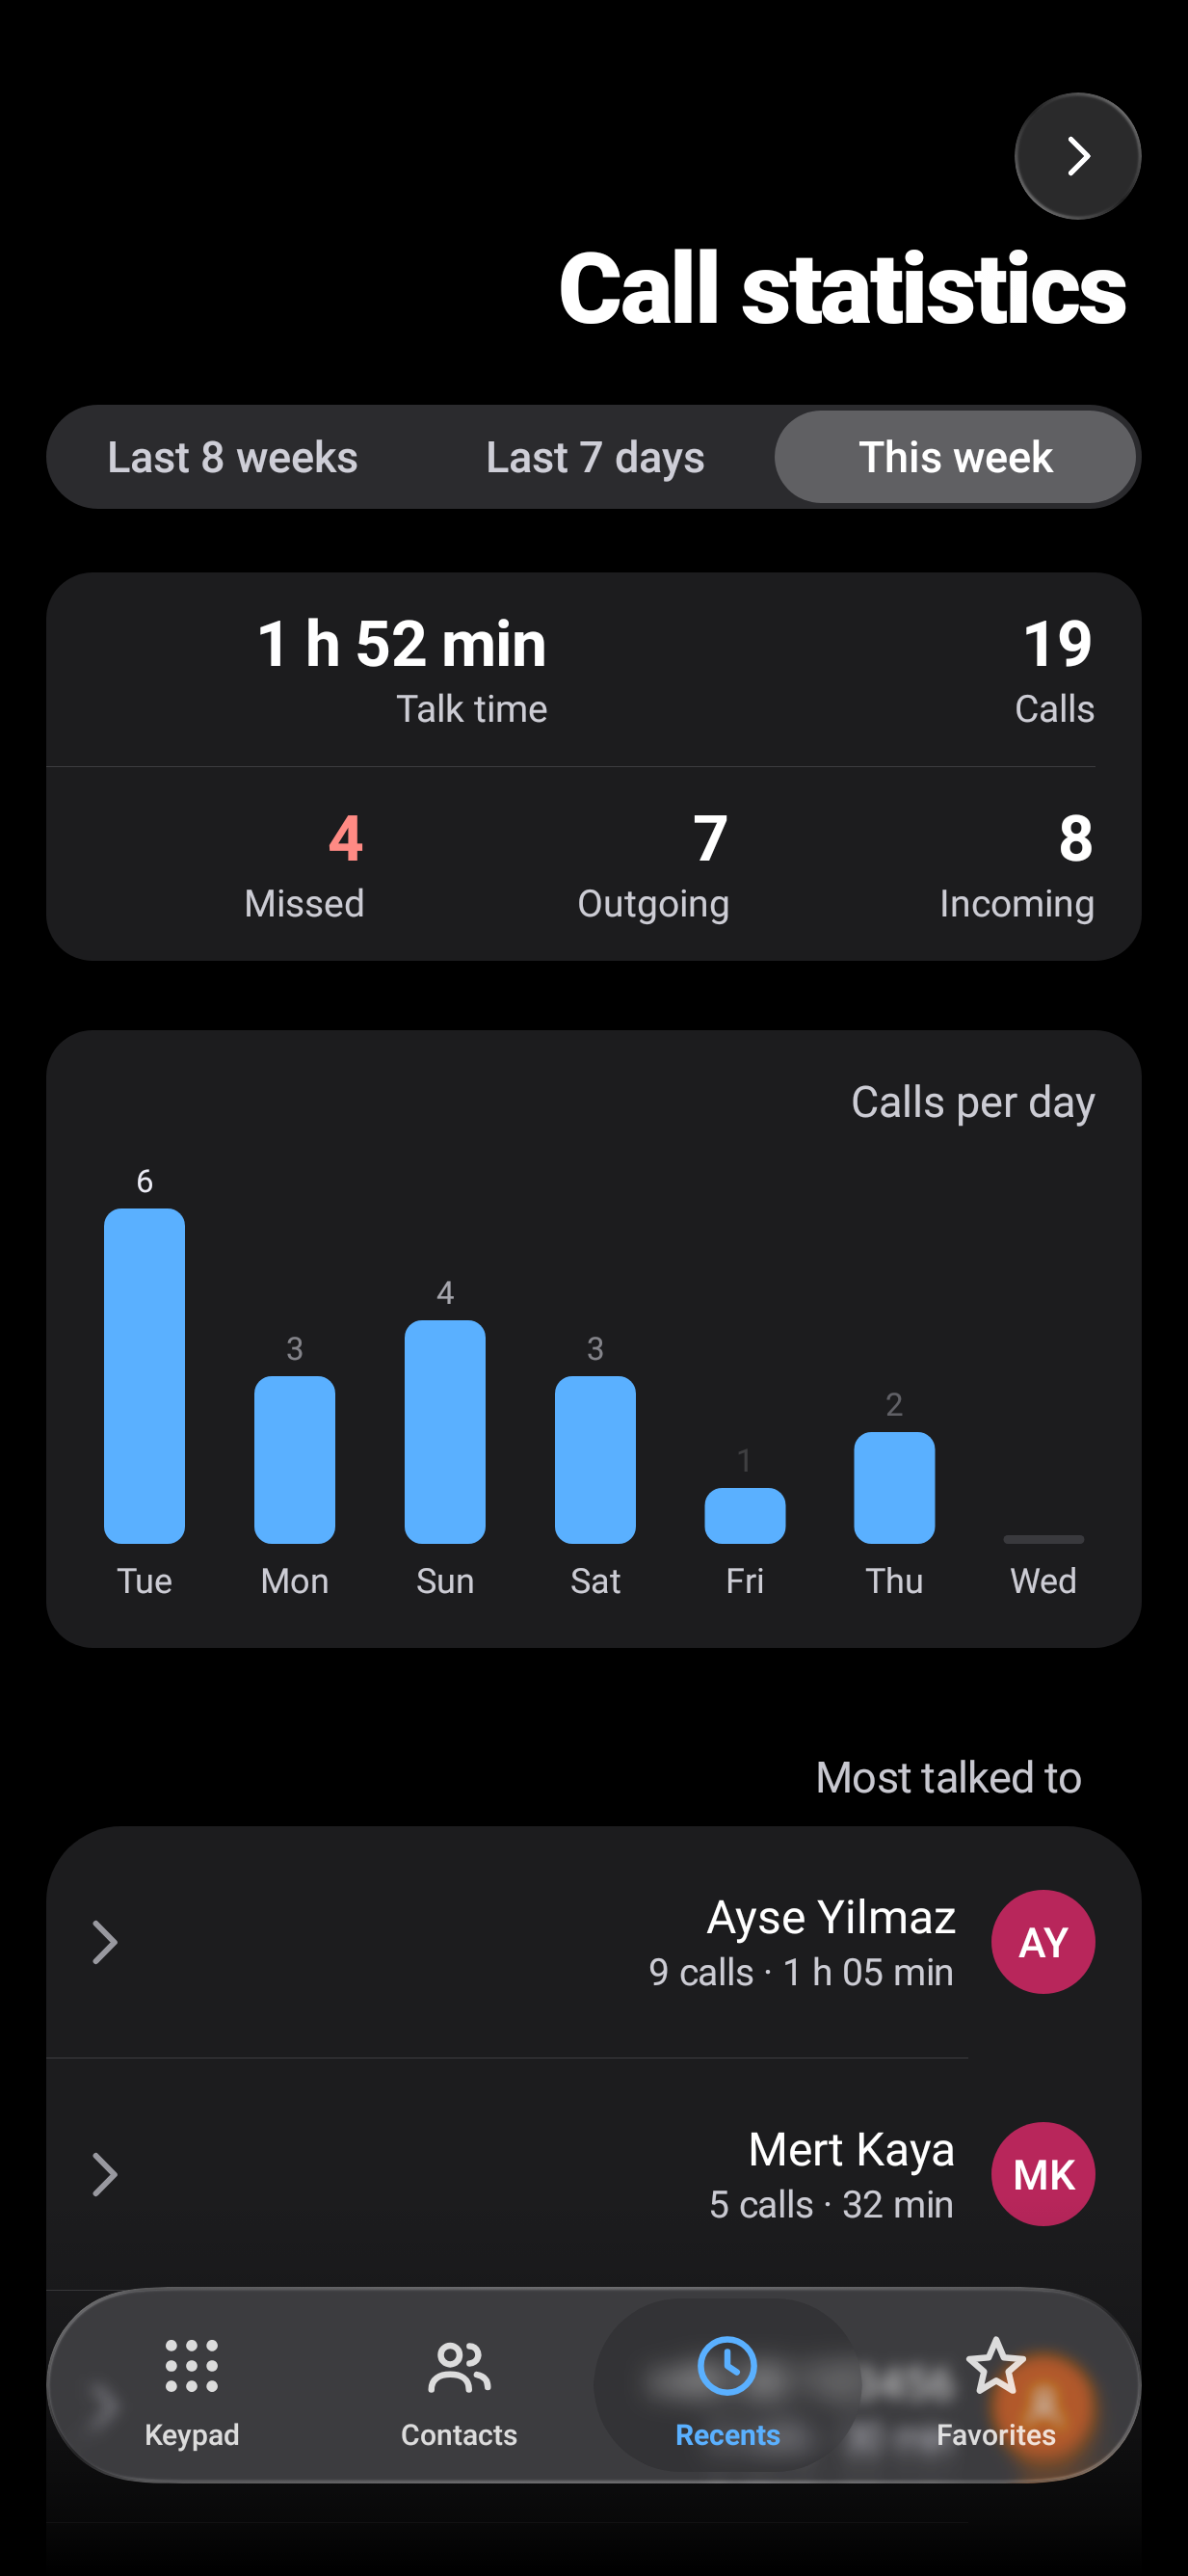 Call statistics
This week
Last 7 days
Last 8 weeks
19
Calls
1 h 52 min
Talk time
8
Incoming
7
Outgoing
4
Missed
Calls per day
6
3
4
3
1
2
Tue
Mon
Sun
Sat
Fri
Thu
Wed
Most talked to
AY
Ayse Yilmaz
9 calls · 1 h 05 min
MK
Mert Kaya
5 calls · 32 min
Keypad
Contacts
Recents
Favorites